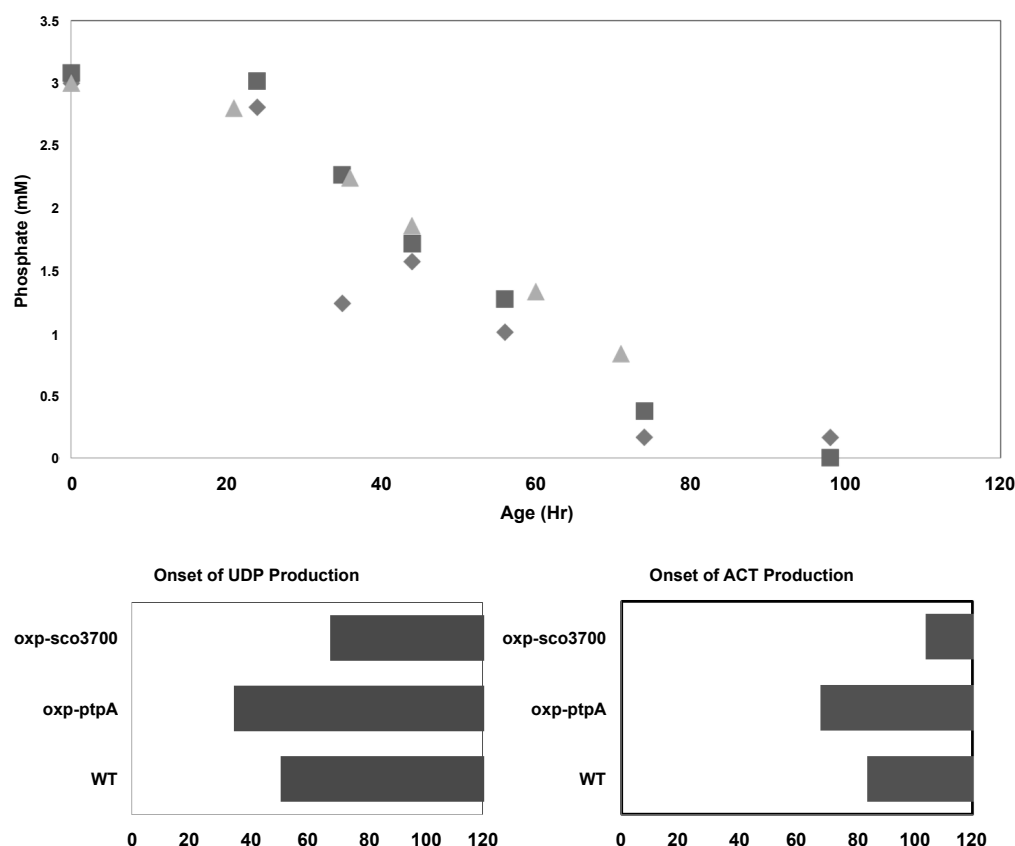 3.5
3
2.5
2
1.5
1
0.5
0
Phosphate (mM)
0 20 40 60 80 100 120
Age (Hr)
Onset of UDP Production
oxp-sco3700
oxp-ptpA
WT
0 20 40 60 80 100 120
Onset of ACT Production
oxp-sco3700
oxp-ptpA
WT
0 20 40 60 80 100 120